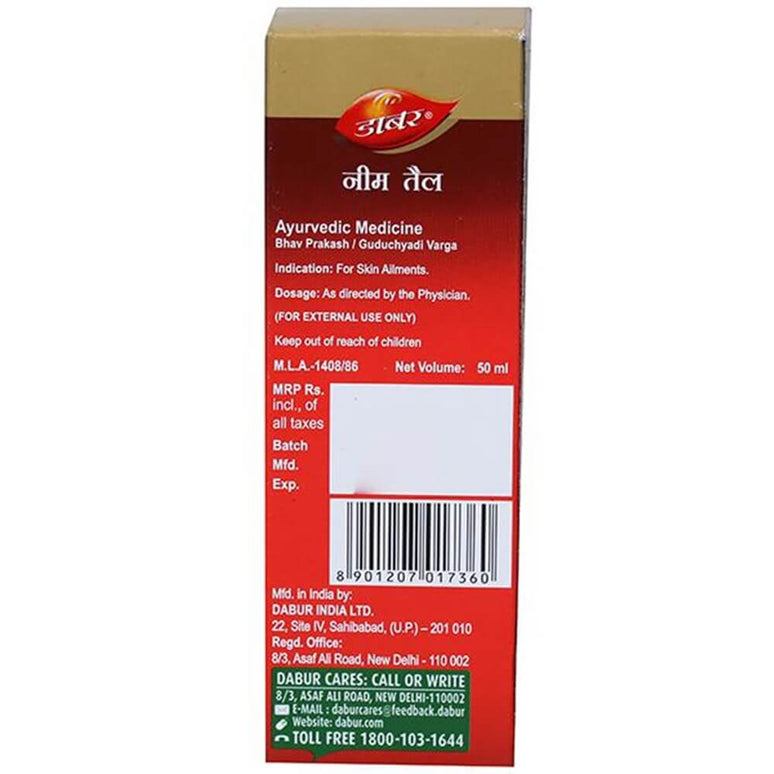 डाबर®
नीम तैल
Ayurvedic Medicine
Bhav Prakash / Guduchyadi Varga
Indication: For Skin Ailments.
Dosage: As directed by the Physician.
(FOR EXTERNAL USE ONLY)
Keep out of reach of children
M.L.A.-1408/86 Net Volume: 50 ml
MRP Rs.
incl., of
all taxes
Batch
Mfd.
Exp.
8 901207 017360
Mfd. in India by:
DABUR INDIA LTD.
22, Site IV, Sahibabad, (U.P.) – 201 010
Regd. Office:
8/3, Asaf Ali Road, New Delhi - 110 002
DABUR CARES: CALL OR WRITE
8/3, ASAF ALI ROAD, NEW DELHI-110002
E-MAIL : daburcares@feedback.dabur
Website: dabur.com
TOLL FREE 1800-103-1644